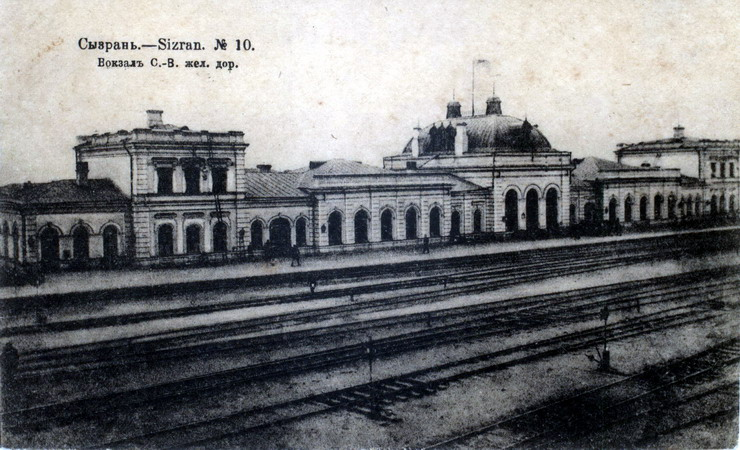 Сызрань.—Sizran. № 10.
Вокзалъ С.-В. жел. дор.